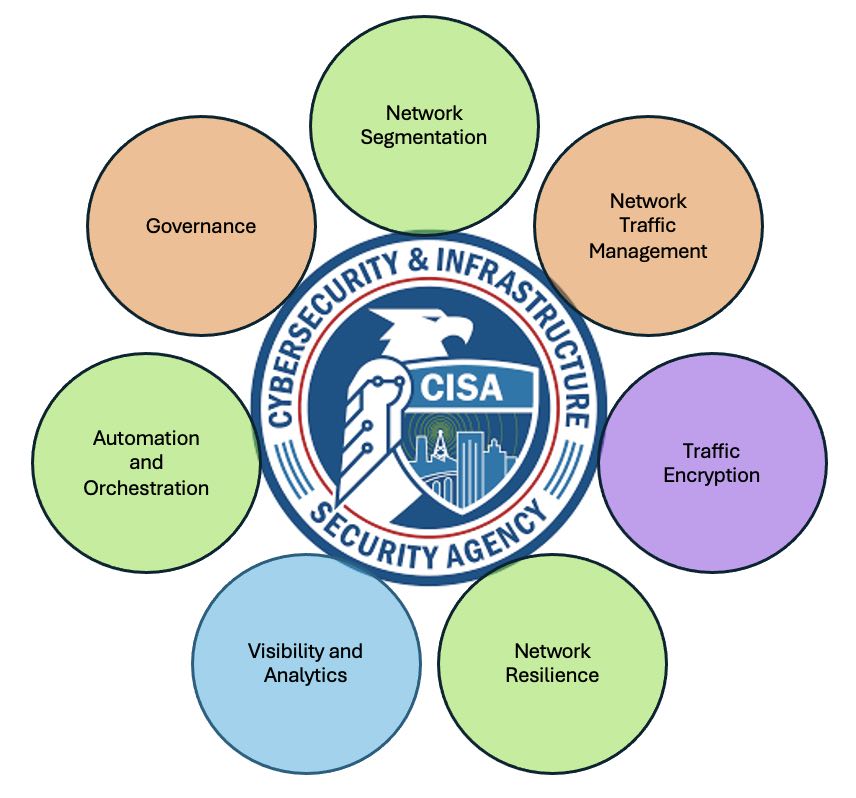 Network
Segmentation
Governance
Network
Traffic
Management
CYBERSECURITY & INFRASTRUCTURE
CISA
SECURITY AGENCY
Automation
and
Orchestration
Traffic
Encryption
Visibility and
Analytics
Network
Resilience